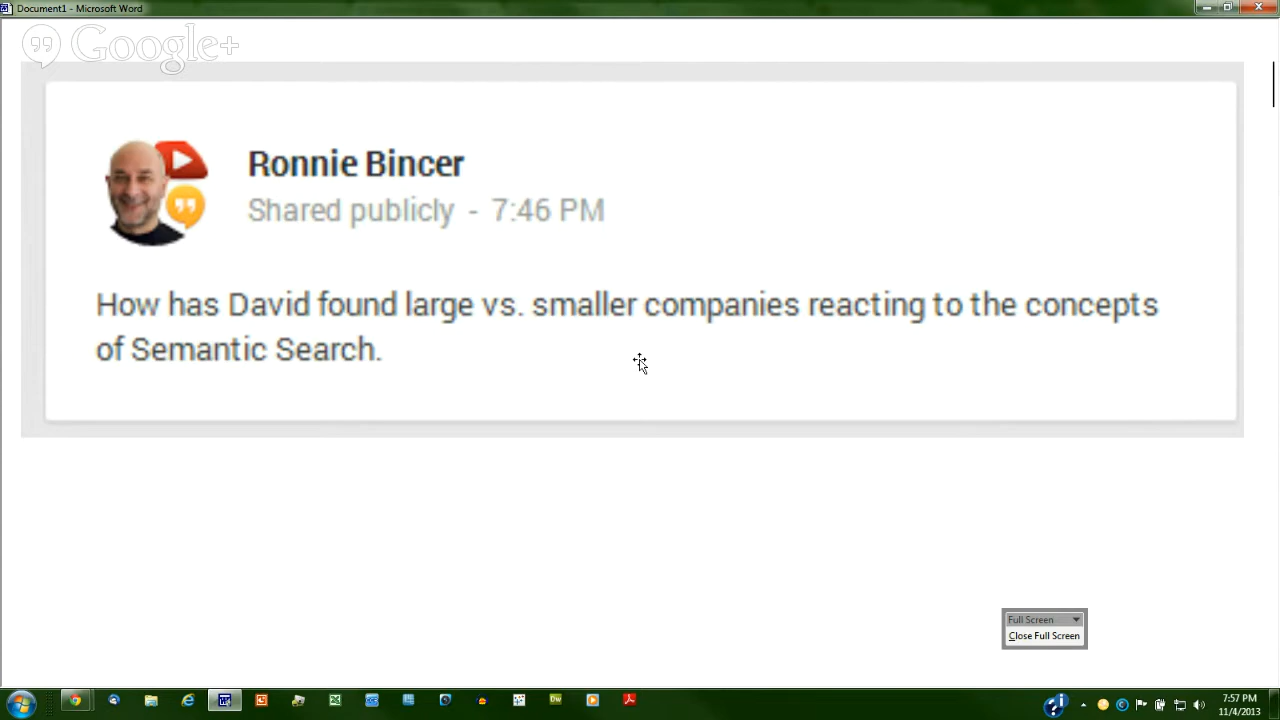 Document1 - Microsoft Word
Google+
Ronnie Bincer
Shared publicly - 7:46 PM
How has David found large vs. smaller companies reacting to the concepts
of Semantic Search.
Full Screen
Close Full Screen
7:57 PM
11/4/2013